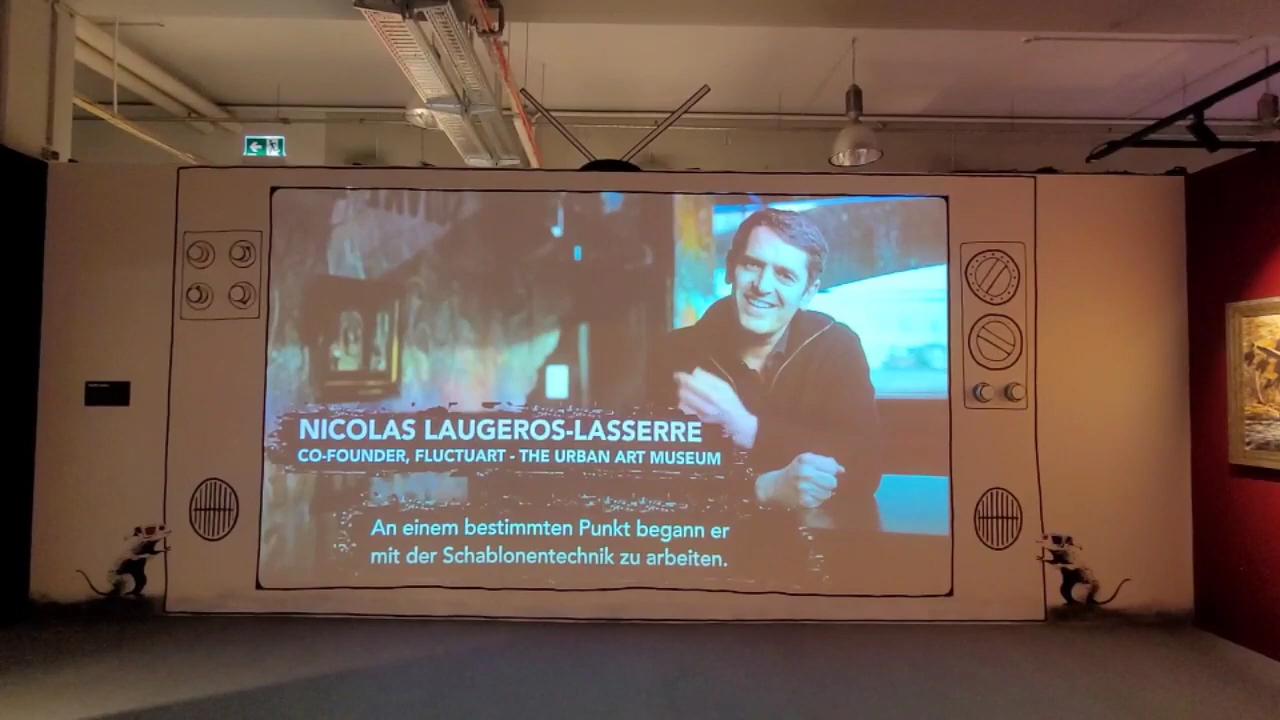 NICOLAS LAUGEROS-LASSERRE
CO-FOUNDER, FLUCTUART - THE URBAN ART MUSEUM
An einem bestimmten Punkt begann er
mit der Schablonentechnik zu arbeiten.